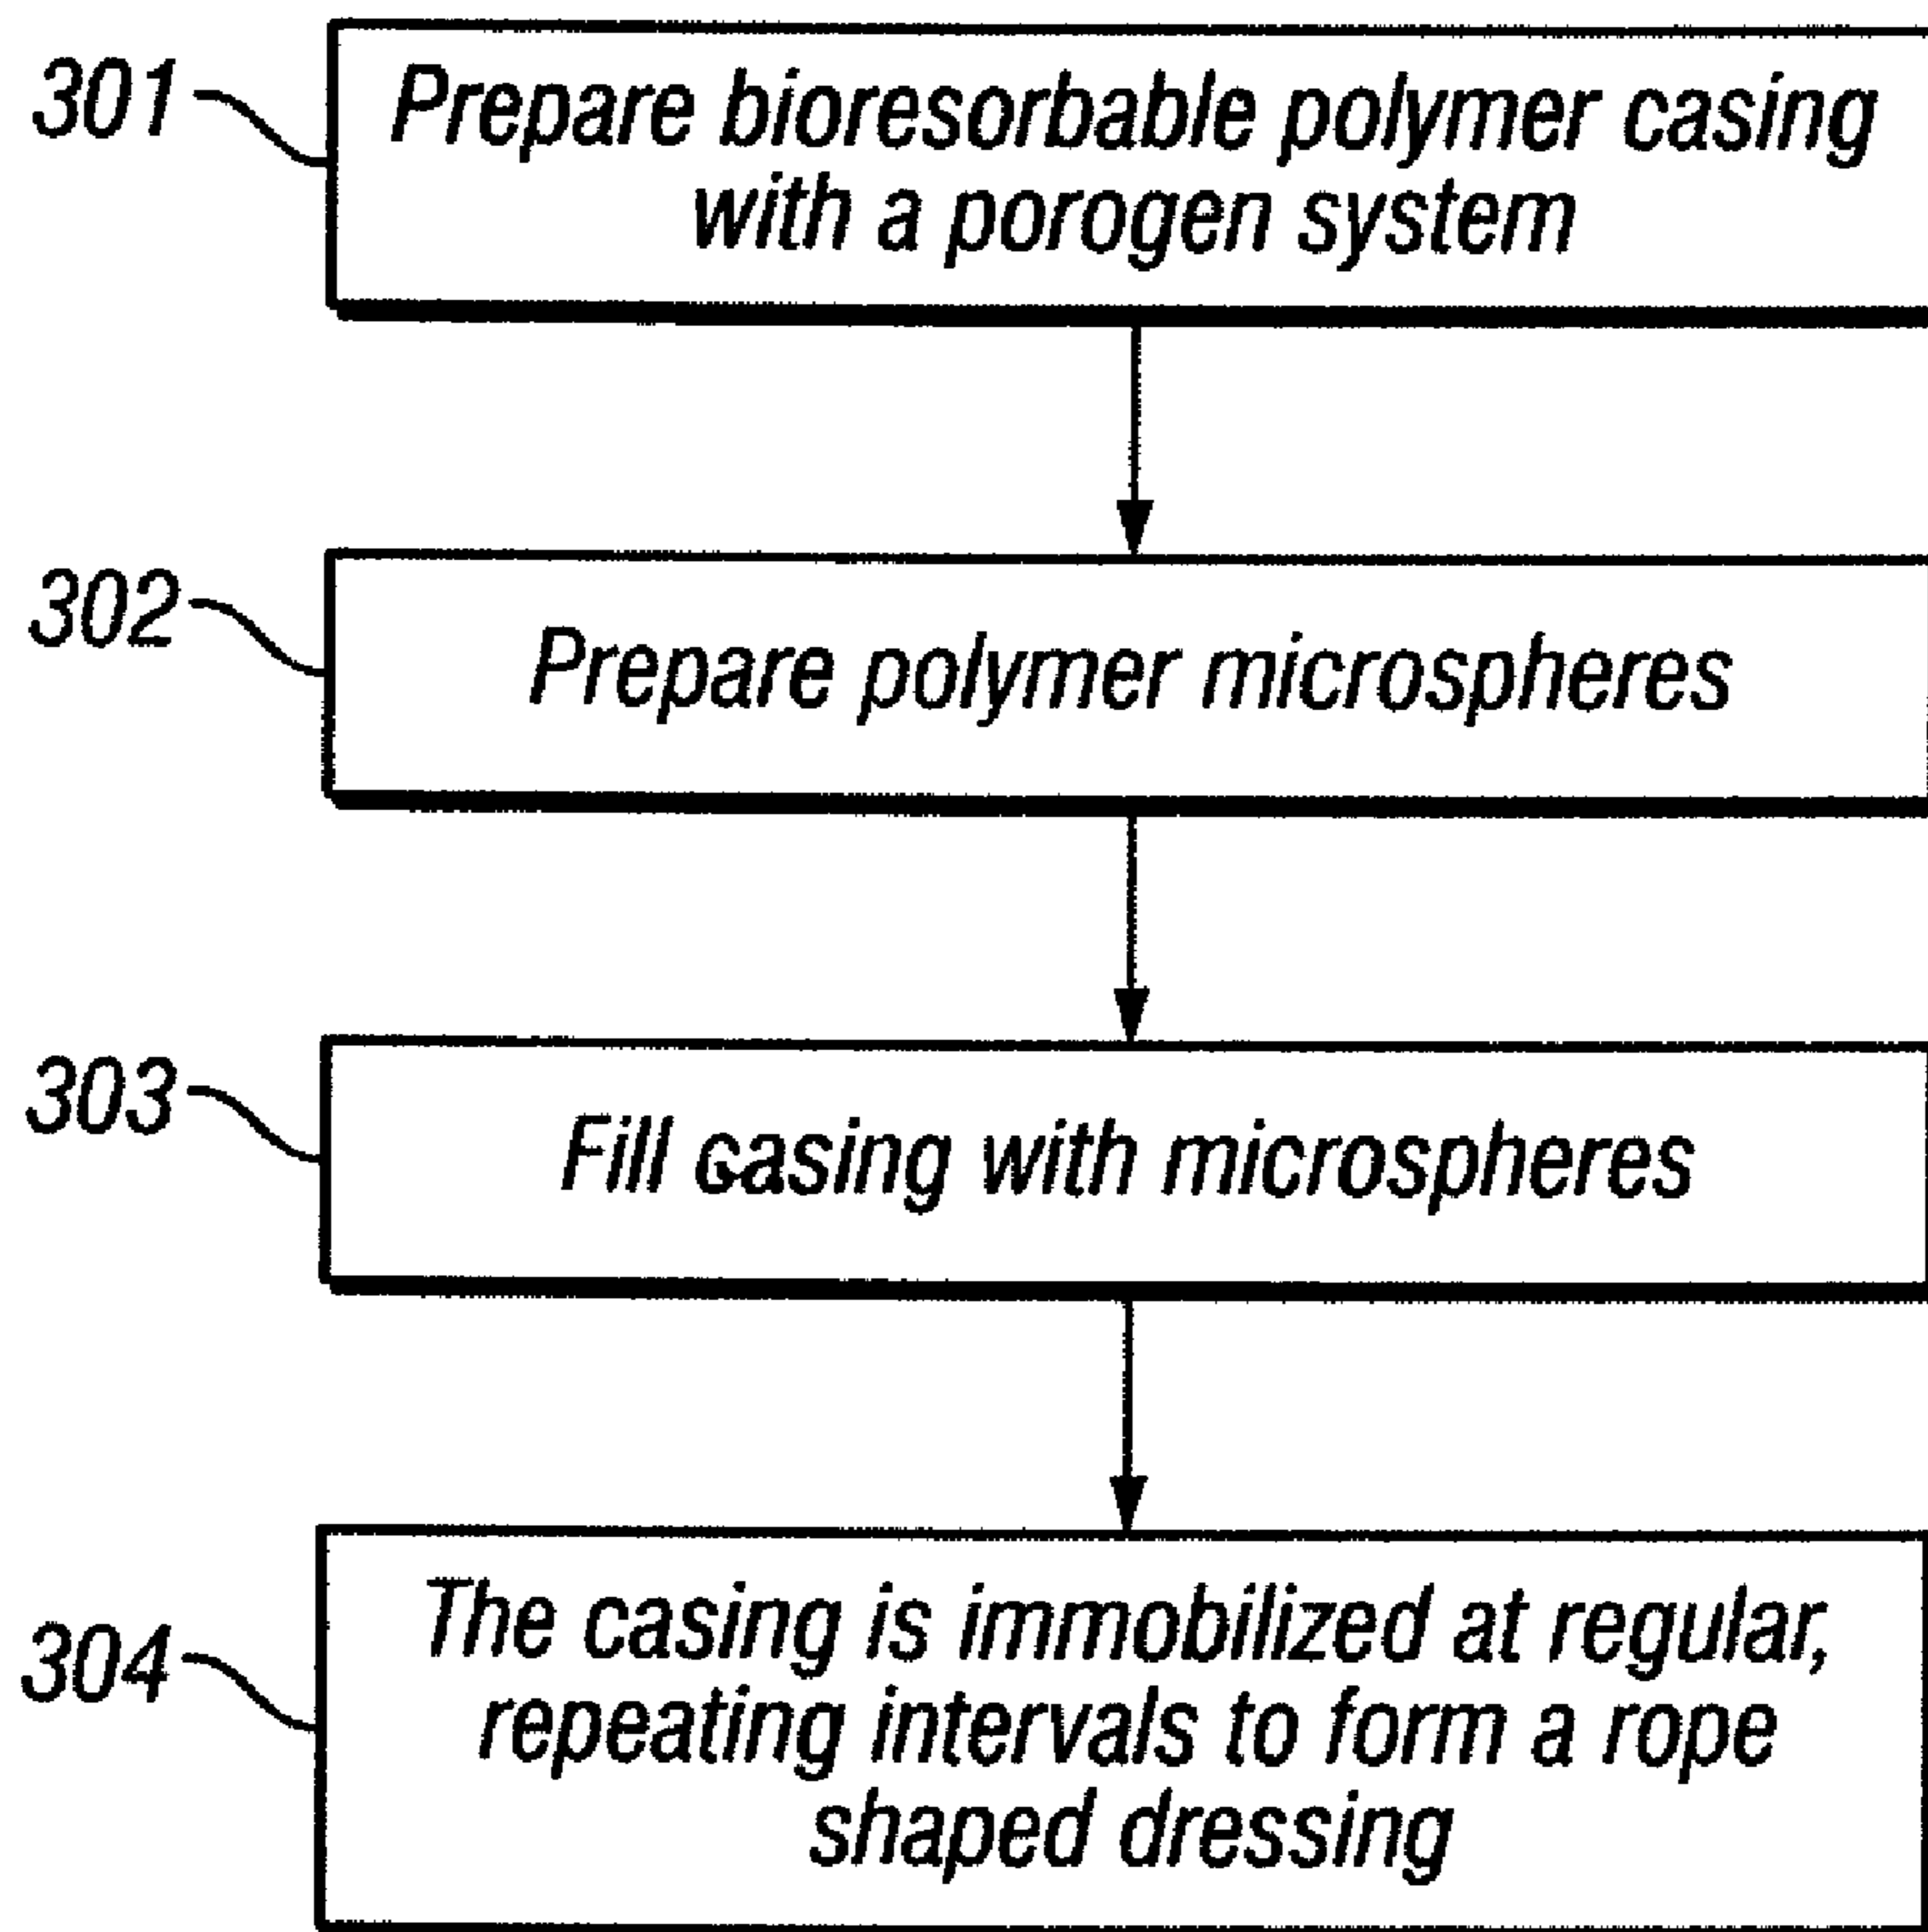 301
Prepare bioresorbable polymer casing
with a porogen system
302
Prepare polymer microspheres
303
Fill casing with microspheres
304
The casing is immobilized at regular,
repeating intervals to form a rope
shaped dressing